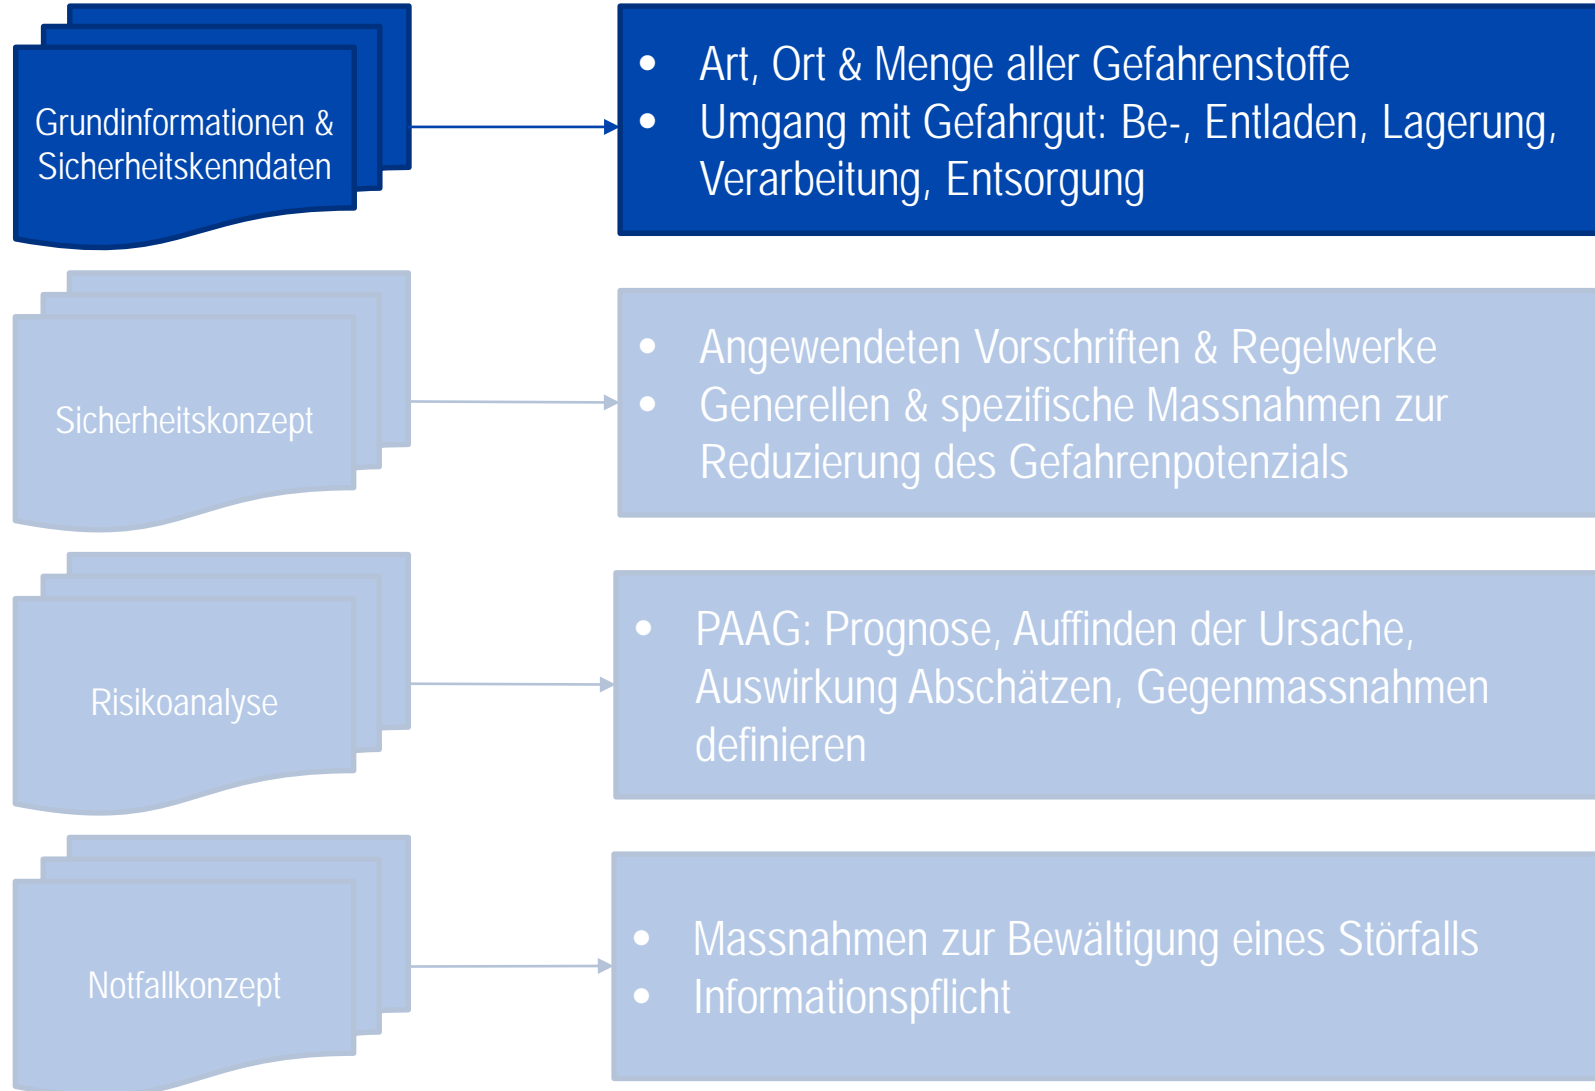 Grundinformationen &
Sicherheitskenndaten
• Art, Ort & Menge aller Gefahrenstoffe
• Umgang mit Gefahrgut: Be-, Entladen, Lagerung,
Verarbeitung, Entsorgung
Sicherheitskonzept
• Angewendeten Vorschriften & Regelwerke
• Generellen & spezifische Massnahmen zur
Reduzierung des Gefahrenpotenzials
Risikoanalyse
• PAAG: Prognose, Auffinden der Ursache,
Auswirkung Abschätzen, Gegenmassnahmen
definieren
Notfallkonzept
• Massnahmen zur Bewältigung eines Störfalls
• Informationspflicht